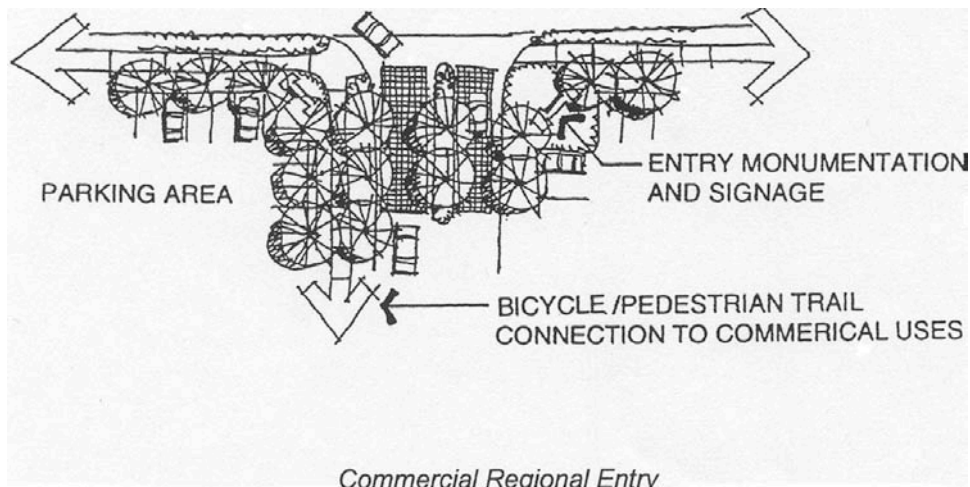 PARKING AREA
ENTRY MONUMENTATION
AND SIGNAGE
BICYCLE/PEDESTRIAN TRAIL
CONNECTION TO COMMERICAL USES
Commercial Regional Entry